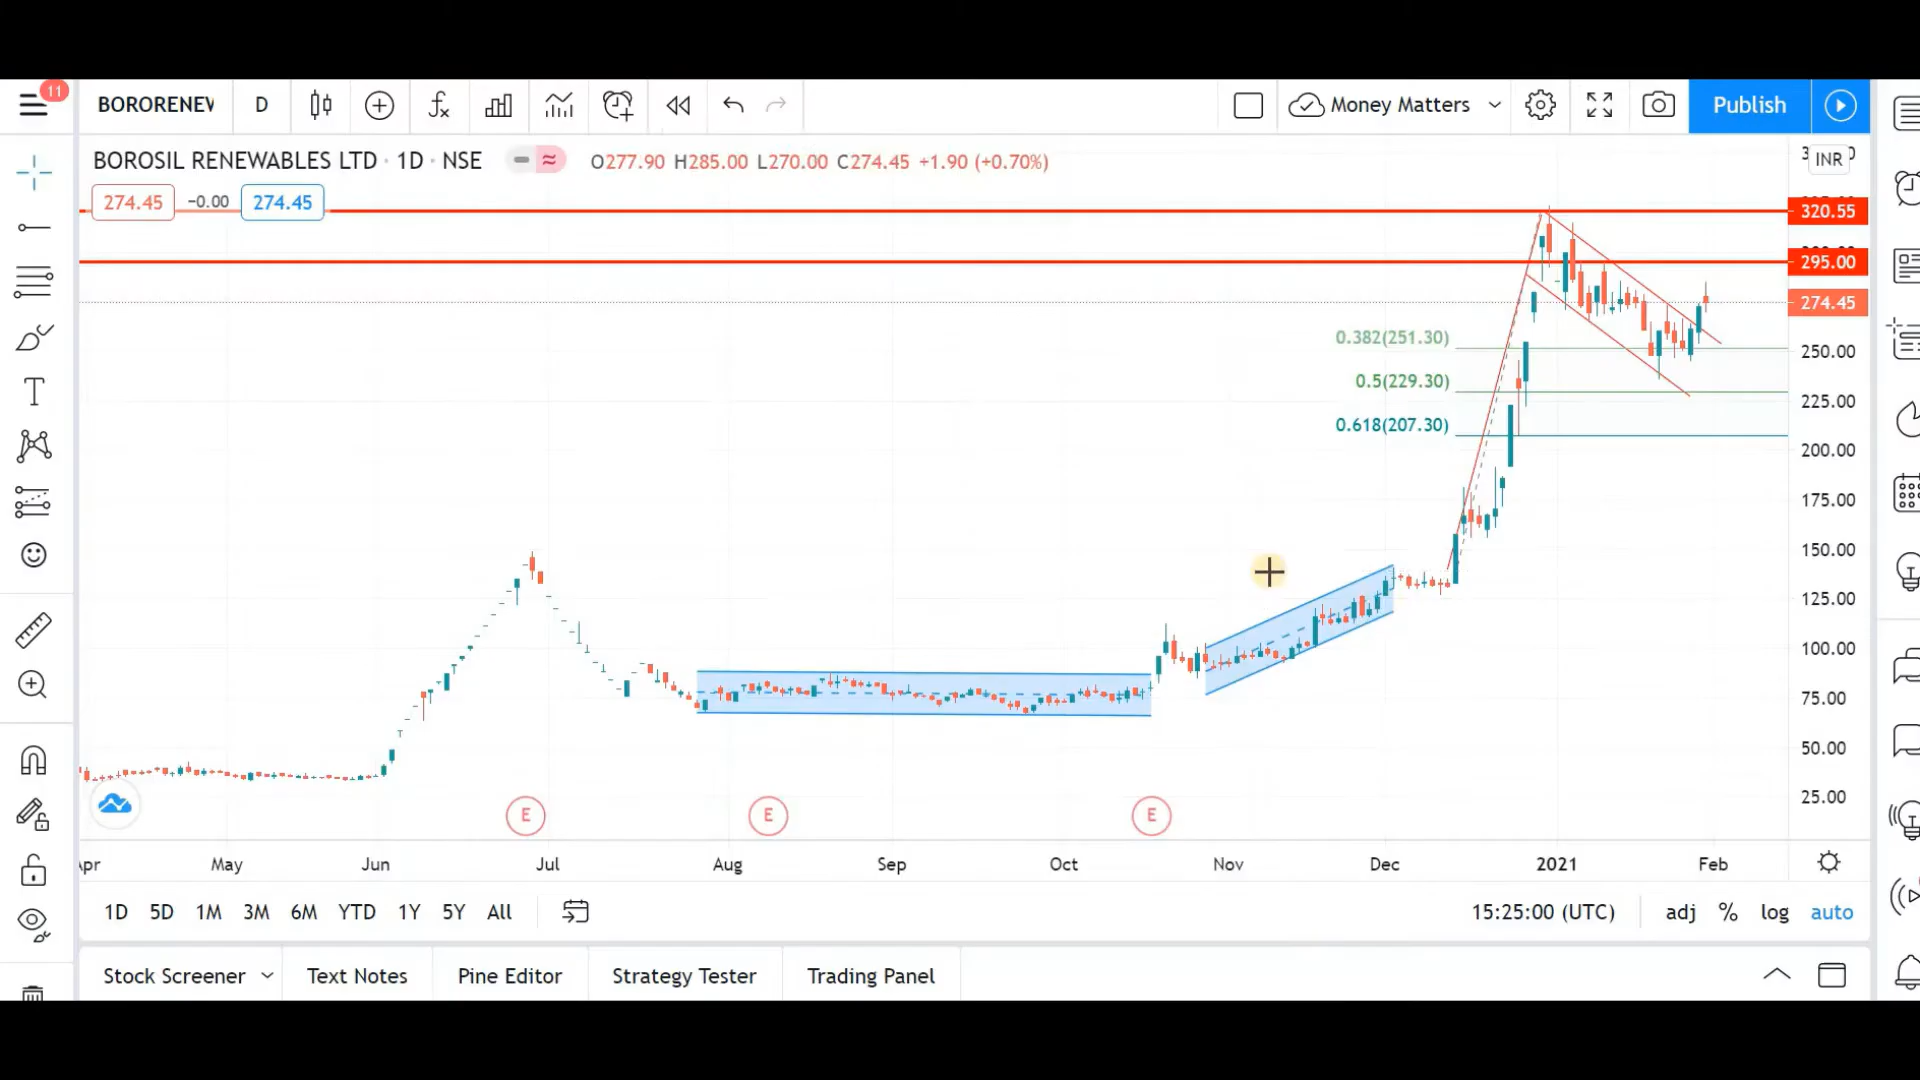 11
BORORENEV D Money Matters Publish
BOROSIL RENEWABLES LTD · 1D · NSE O277.90 H285.00 L270.00 C274.45 +1.90 (+0.70%)
INR
274.45 −0.00 274.45
320.55
295.00
274.45
0.382(251.30)
250.00
0.5(229.30)
225.00
0.618(207.30)
200.00
175.00
150.00
125.00
100.00
75.00
50.00
25.00
E E E
Apr May Jun Jul Aug Sep Oct Nov Dec 2021 Feb
1D 5D 1M 3M 6M YTD 1Y 5Y All 15:25:00 (UTC) adj % log auto
Stock Screener Text Notes Pine Editor Strategy Tester Trading Panel